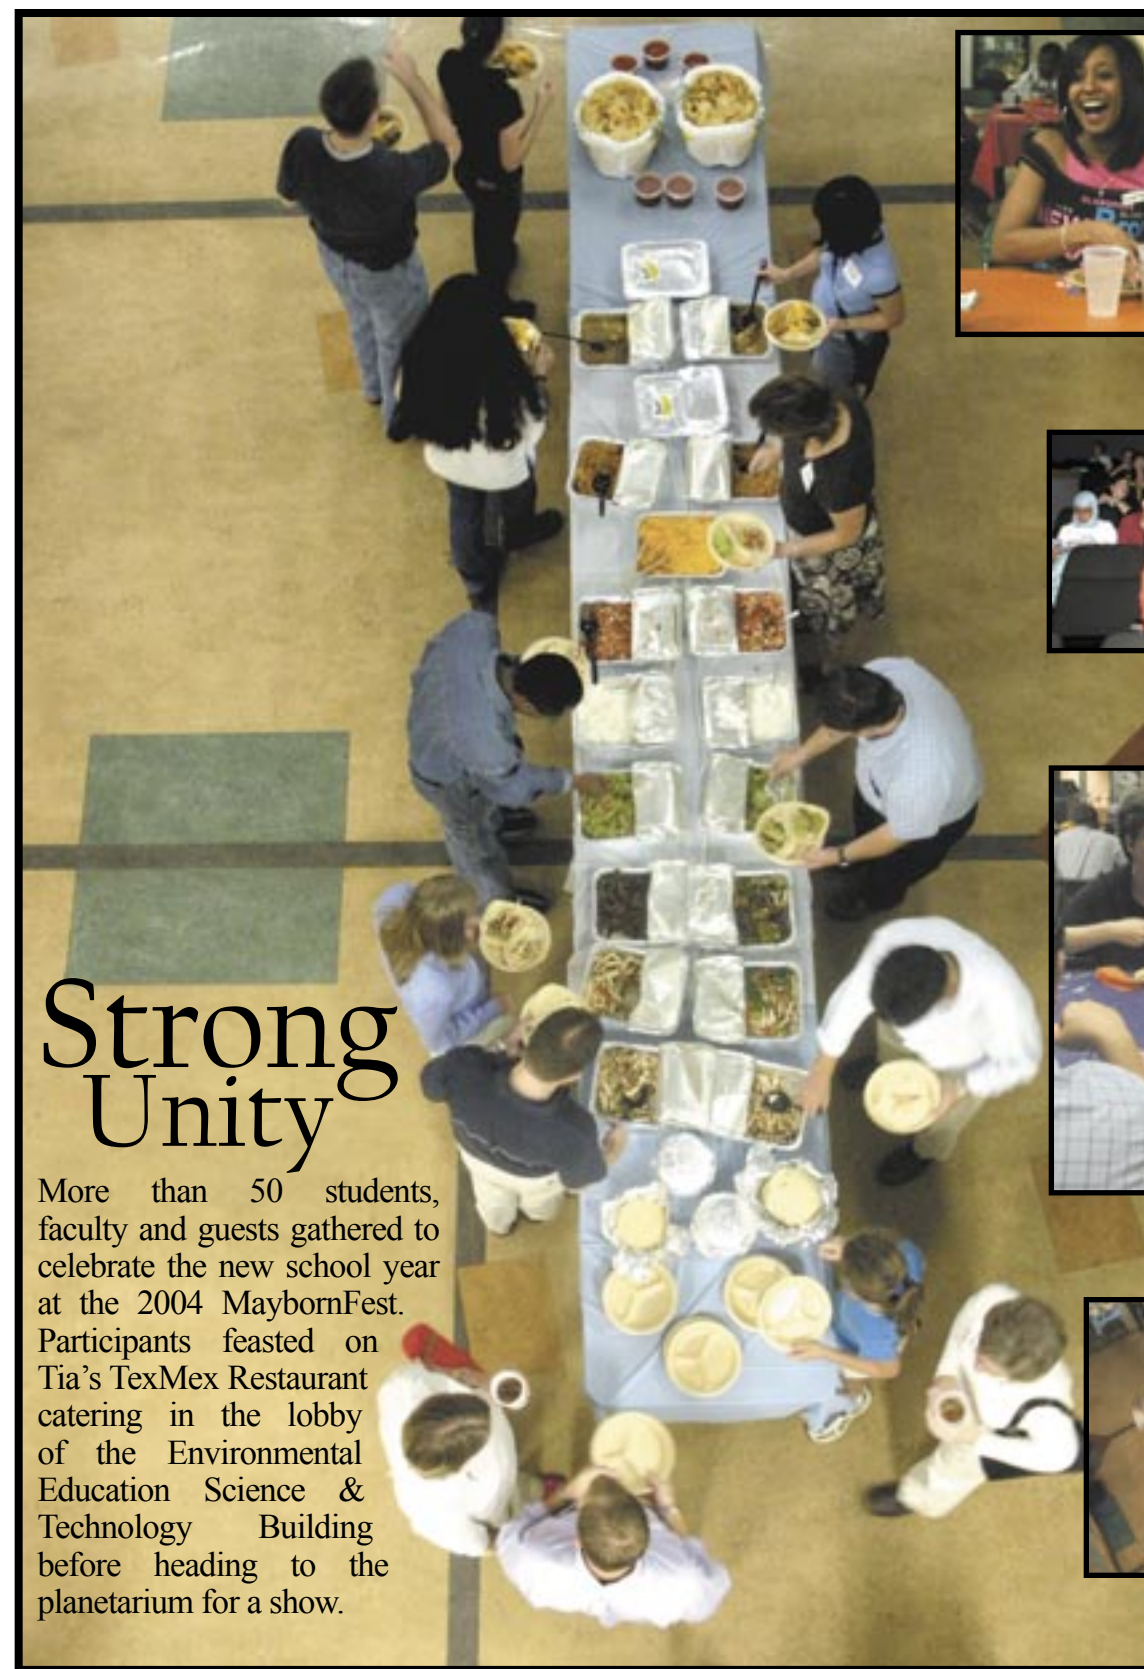 Strong
Unity
More than 50 students,
faculty and guests gathered to
celebrate the new school year
at the 2004 MaybornFest.
Participants feasted on
Tia's TexMex Restaurant
catering in the lobby
of the Environmental
Education Science &
Technology Building
before heading to the
planetarium for a show.